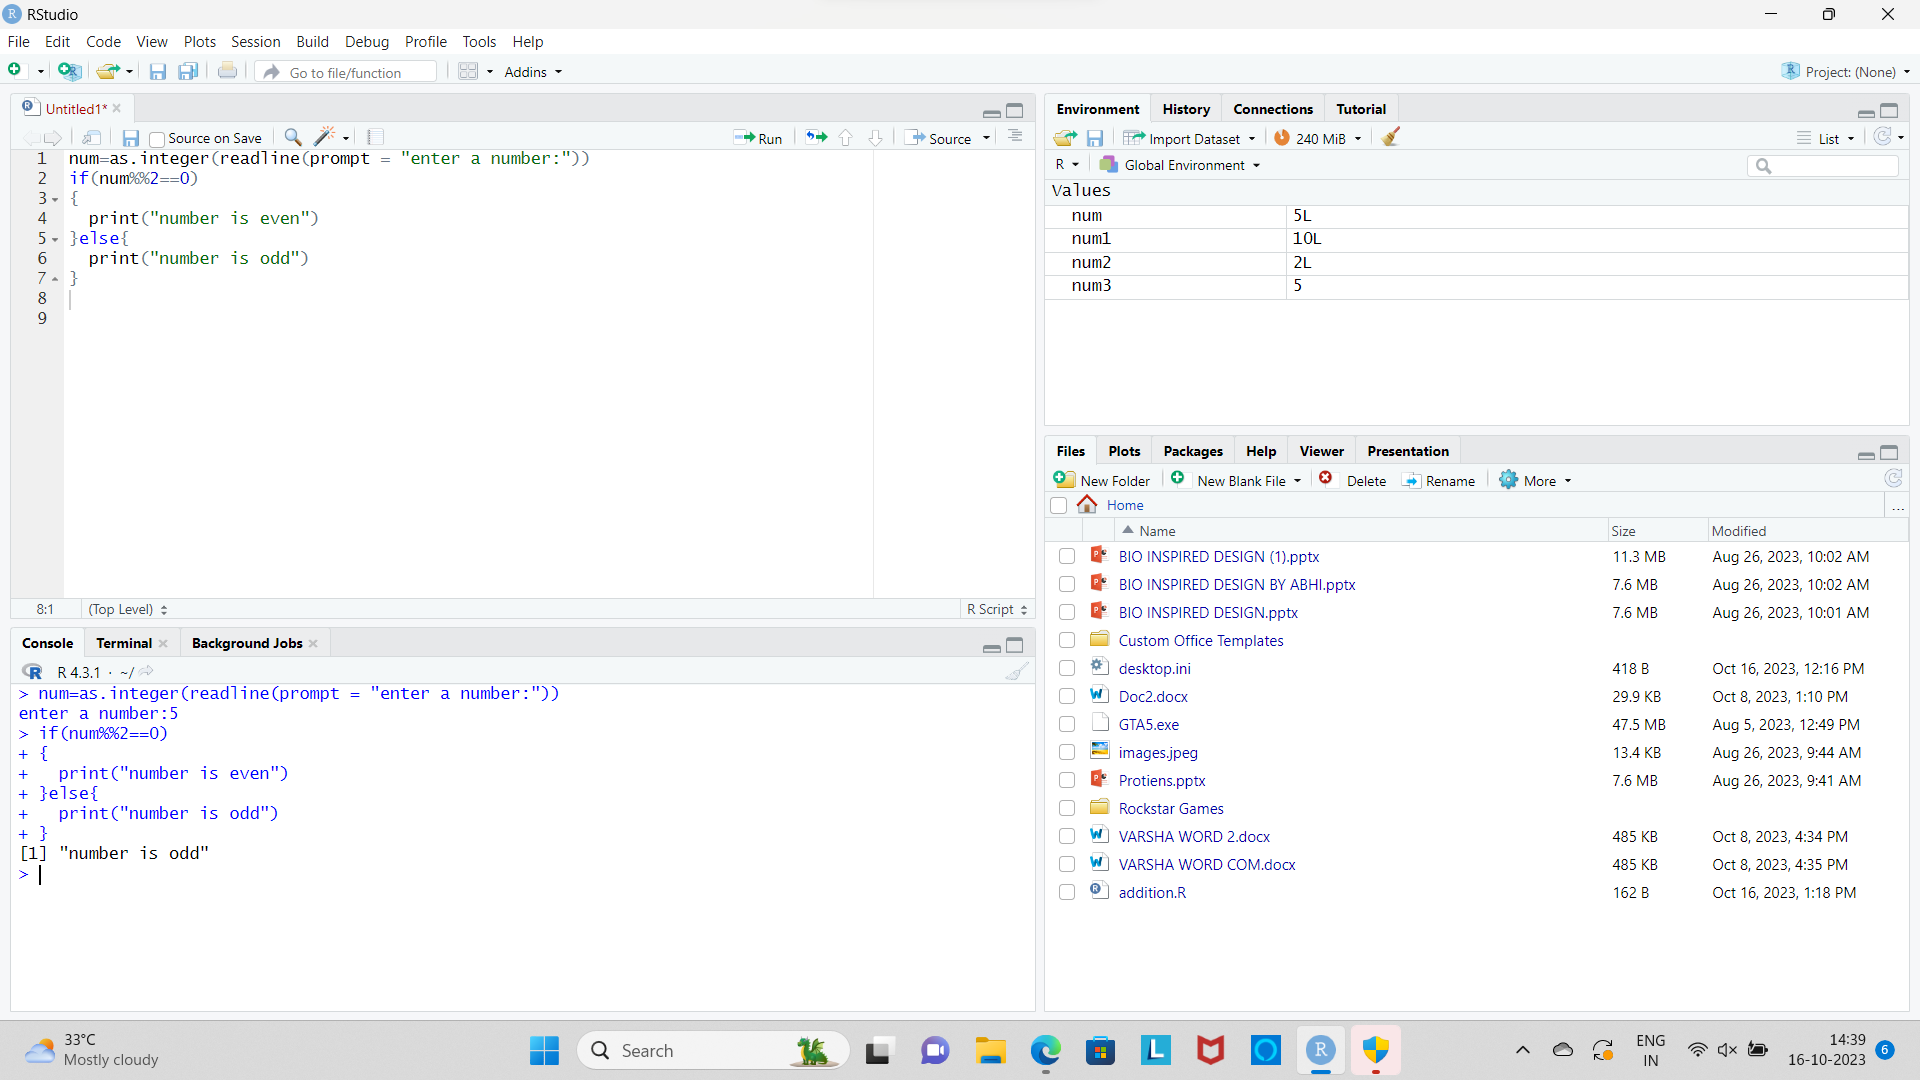 RStudio
File Edit Code View Plots Session Build Debug Profile Tools Help
Go to file/function Addins Project: (None)
Untitled1*
Source on Save Run Source
1 num=as.integer(readline(prompt = "enter a number:"))
2 if(num%%2==0)
3 {
4 print("number is even")
5 }else{
6 print("number is odd")
7 }
8
9
8:1 (Top Level) R Script
Console Terminal Background Jobs
R 4.3.1 · ~/
> num=as.integer(readline(prompt = "enter a number:"))
enter a number:5
> if(num%%2==0)
+ {
+ print("number is even")
+ }else{
+ print("number is odd")
+ }
[1] "number is odd"
>
Environment History Connections Tutorial
Import Dataset 240 MiB List
R Global Environment
Values
num 5L
num1 10L
num2 2L
num3 5
Files Plots Packages Help Viewer Presentation
New Folder New Blank File Delete Rename More
Home ...
Name Size Modified
BIO INSPIRED DESIGN (1).pptx 11.3 MB Aug 26, 2023, 10:02 AM
BIO INSPIRED DESIGN BY ABHI.pptx 7.6 MB Aug 26, 2023, 10:02 AM
BIO INSPIRED DESIGN.pptx 7.6 MB Aug 26, 2023, 10:01 AM
Custom Office Templates
desktop.ini 418 B Oct 16, 2023, 12:16 PM
Doc2.docx 29.9 KB Oct 8, 2023, 1:10 PM
GTA5.exe 47.5 MB Aug 5, 2023, 12:49 PM
images.jpeg 13.4 KB Aug 26, 2023, 9:44 AM
Protiens.pptx 7.6 MB Aug 26, 2023, 9:41 AM
Rockstar Games
VARSHA WORD 2.docx 485 KB Oct 8, 2023, 4:34 PM
VARSHA WORD COM.docx 485 KB Oct 8, 2023, 4:35 PM
addition.R 162 B Oct 16, 2023, 1:18 PM
33°C
Mostly cloudy
Search
ENG
IN
14:39
16-10-2023
6